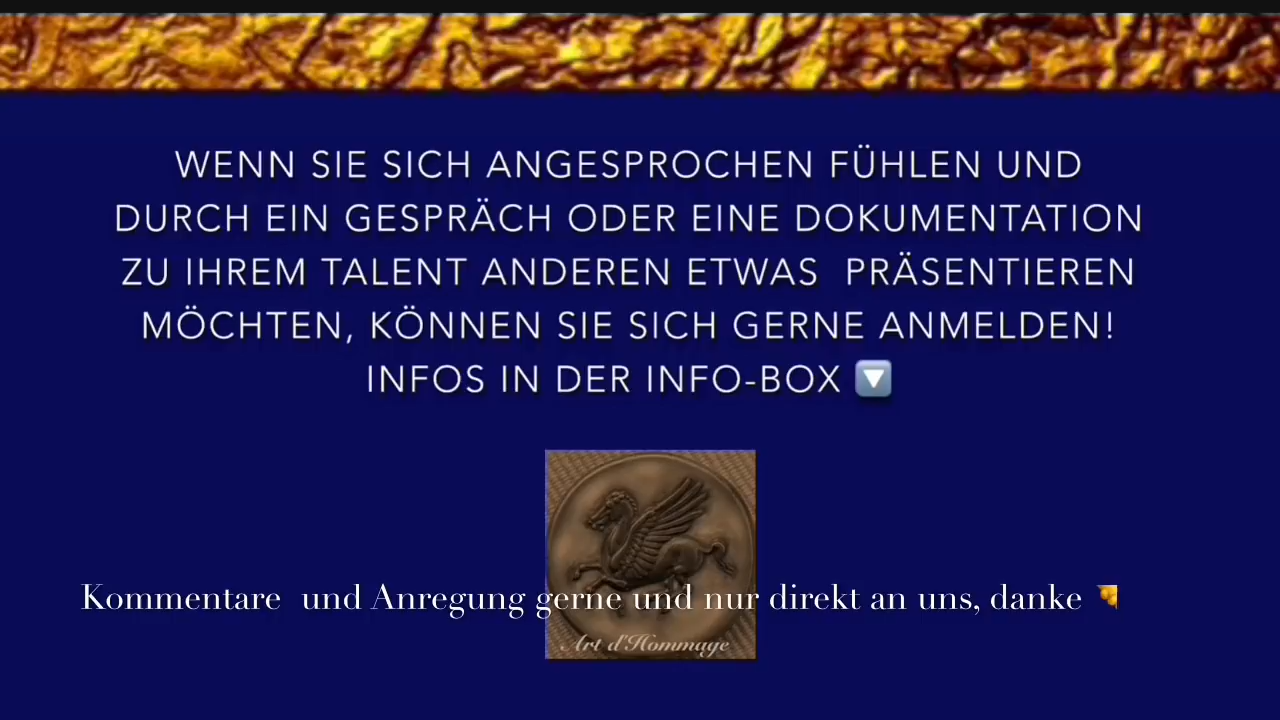 WENN SIE SICH ANGESPROCHEN FÜHLEN UND
DURCH EIN GESPRÄCH ODER EINE DOKUMENTATION
ZU IHREM TALENT ANDEREN ETWAS PRÄSENTIEREN
MÖCHTEN, KÖNNEN SIE SICH GERNE ANMELDEN!
INFOS IN DER INFO-BOX 🔽
Kommentare und Anregung gerne und nur direkt an uns, danke
Art d'Hommage